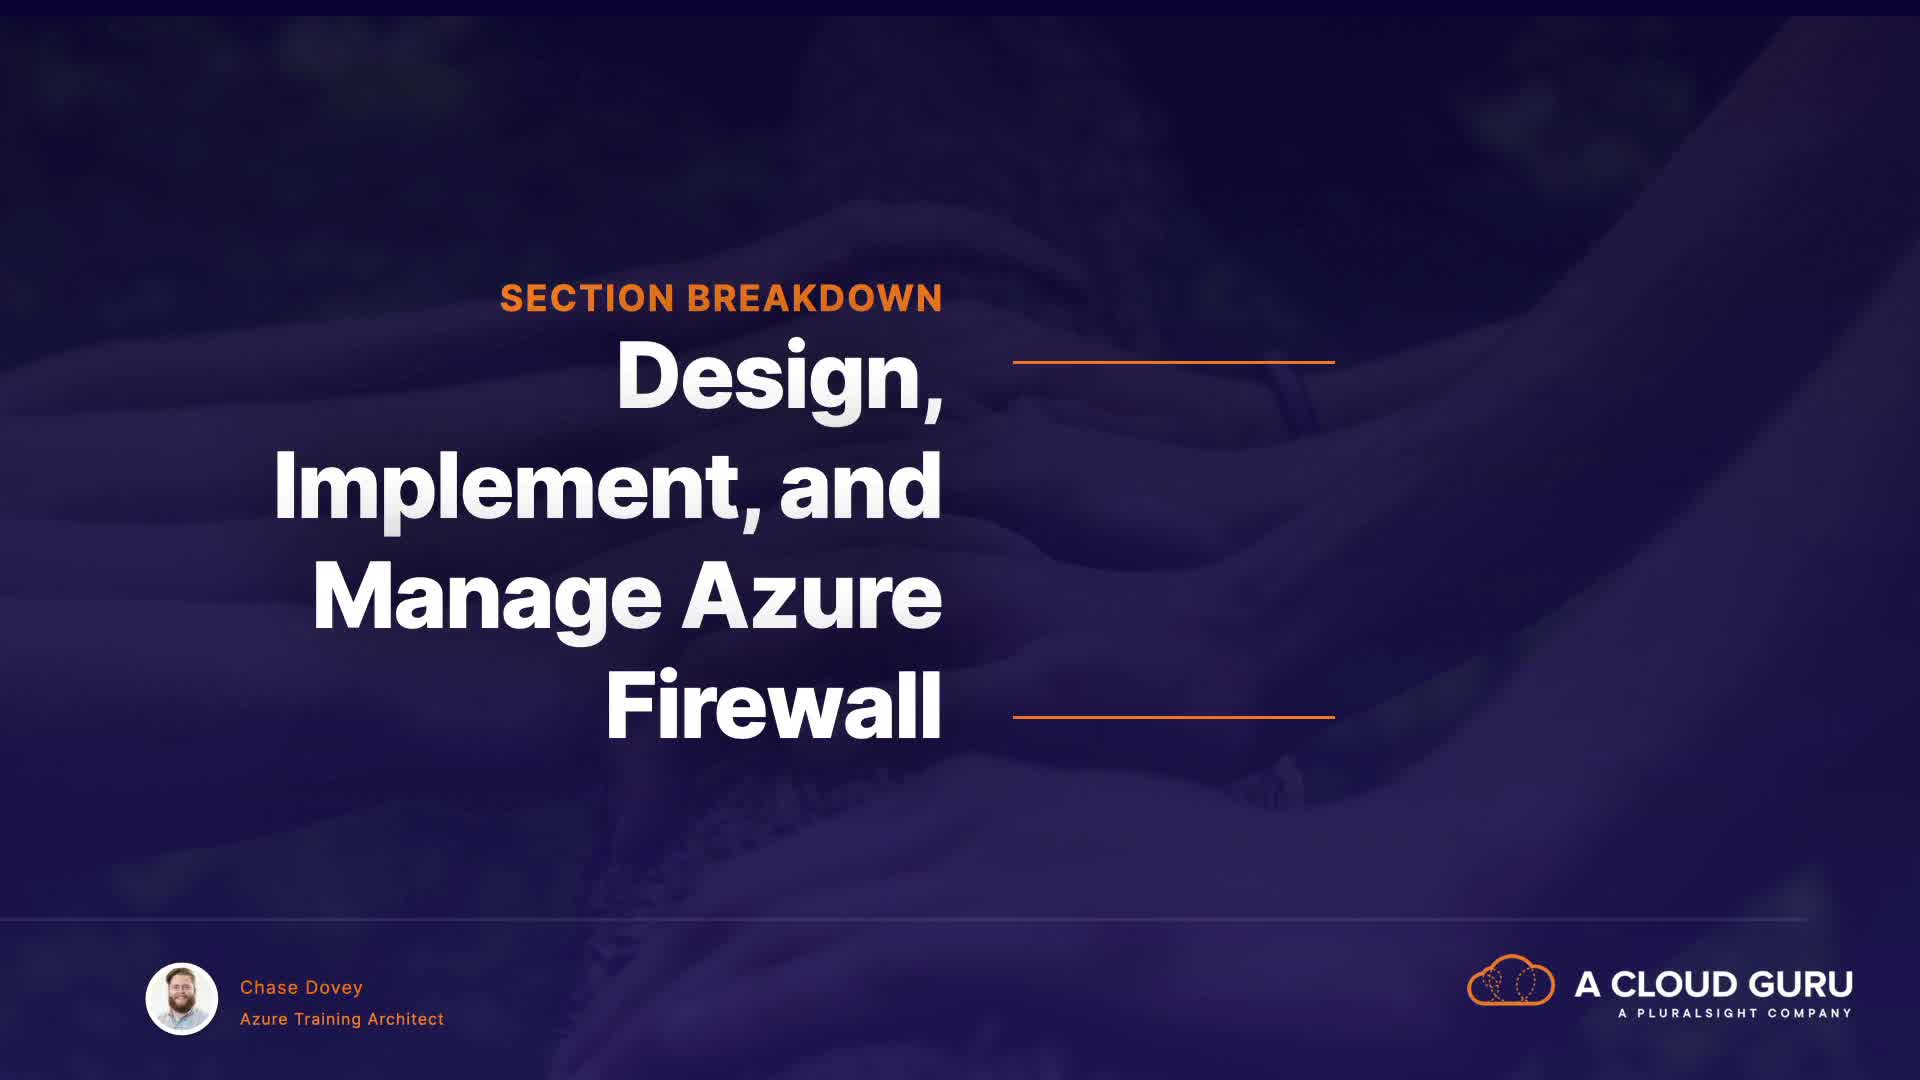 SECTION BREAKDOWN
Design,
Implement, and
Manage Azure
Firewall
Chase Dovey
Azure Training Architect
A CLOUD GURU
A PLURALSIGHT COMPANY